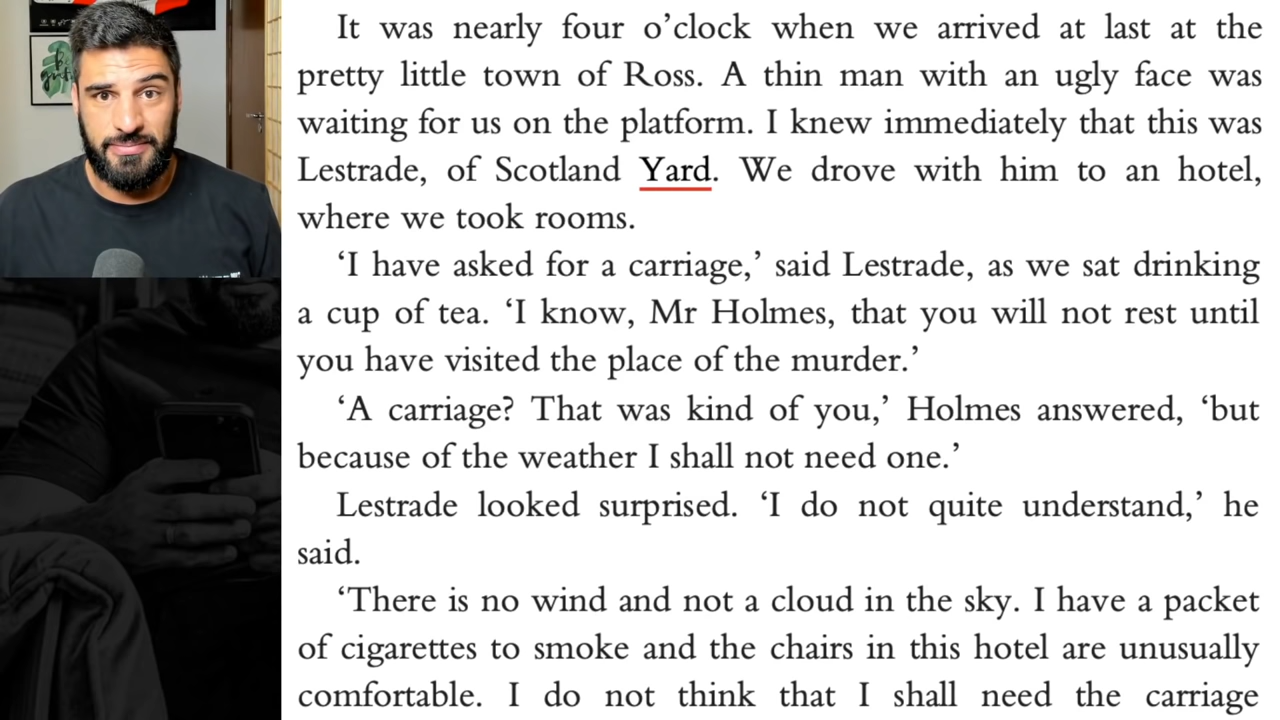 It was nearly four o’clock when we arrived at last at the
pretty little town of Ross. A thin man with an ugly face was
waiting for us on the platform. I knew immediately that this was
Lestrade, of Scotland Yard. We drove with him to an hotel,
where we took rooms.
‘I have asked for a carriage,’ said Lestrade, as we sat drinking
a cup of tea. ‘I know, Mr Holmes, that you will not rest until
you have visited the place of the murder.’
‘A carriage? That was kind of you,’ Holmes answered, ‘but
because of the weather I shall not need one.’
Lestrade looked surprised. ‘I do not quite understand,’ he
said.
‘There is no wind and not a cloud in the sky. I have a packet
of cigarettes to smoke and the chairs in this hotel are unusually
comfortable. I do not think that I shall need the carriage